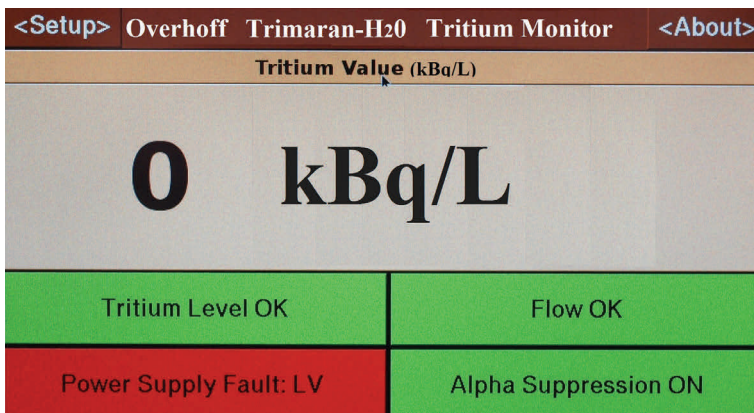 <Setup> Overhoff Trimaran-H20 Tritium Monitor <About>
Tritium Value (kBq/L)
0 kBq/L
Tritium Level OK Flow OK
Power Supply Fault: LV Alpha Suppression ON